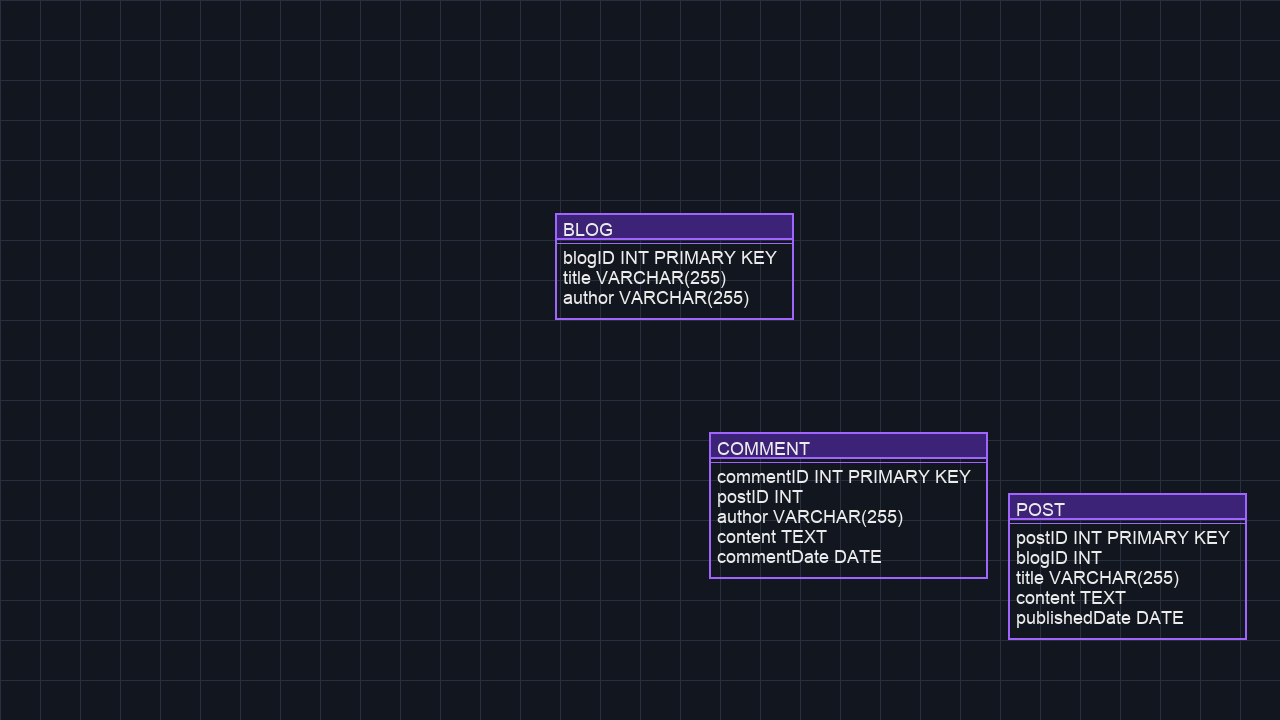 BLOG
blogID INT PRIMARY KEY
title VARCHAR(255)
author VARCHAR(255)
COMMENT
commentID INT PRIMARY KEY
postID INT
author VARCHAR(255)
content TEXT
commentDate DATE
POST
postID INT PRIMARY KEY
blogID INT
title VARCHAR(255)
content TEXT
publishedDate DATE